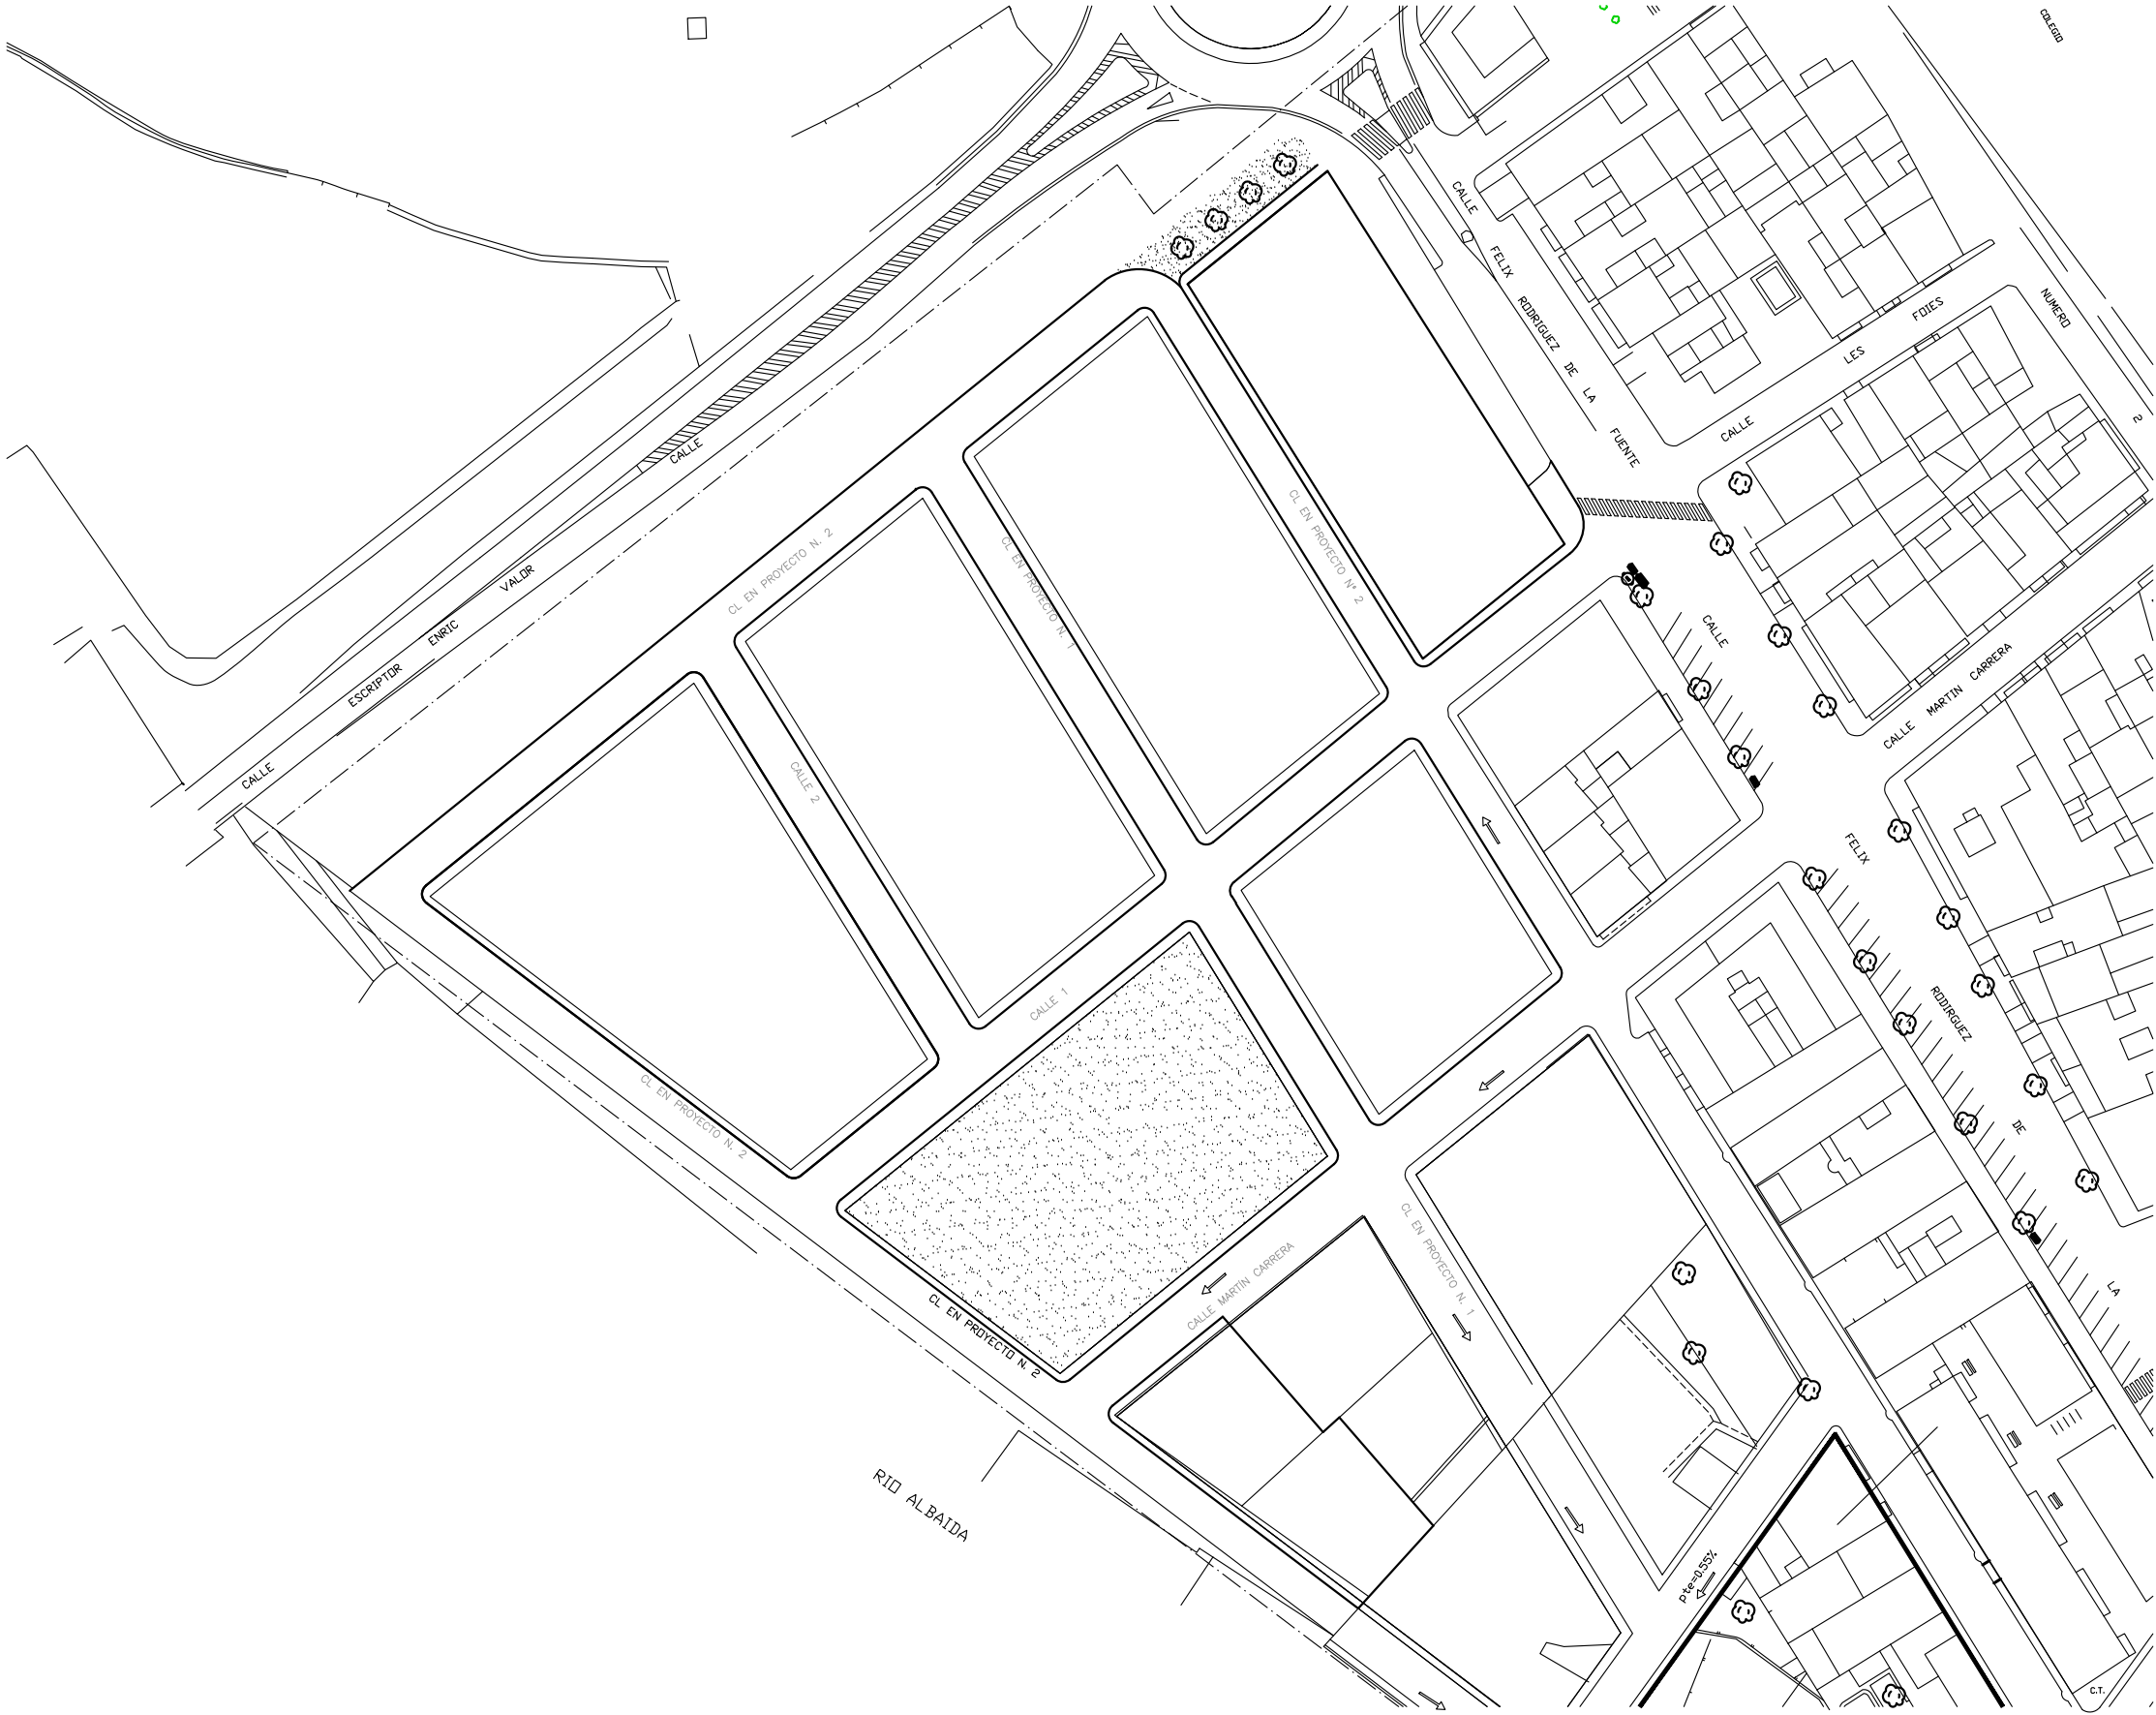 COLEGIO
NUMERO
2
CALLE
FELIX
RODRIGUEZ
DE
LA
FUENTE
CALLE
LES
FOIES
CALLE
ESCRIPTOR
ENRIC
VALOR
CALLE
CL EN PROYECTO N. 2
CL EN PROYECTO N. 1
CL EN PROYECTO Nº 2
CALLE 2
CALLE 1
CALLE MARTIN CARRERA
CALLE
FELIX
RODIRGUEZ
DE
LA
CL EN PROYECTO N. 2
CL EN PROYECTO N. 2
CALLE MARTIN CARRERA
CL EN PROYECTO N. 1
RIO ALBAIDA
Pte=0.55%
C.T.